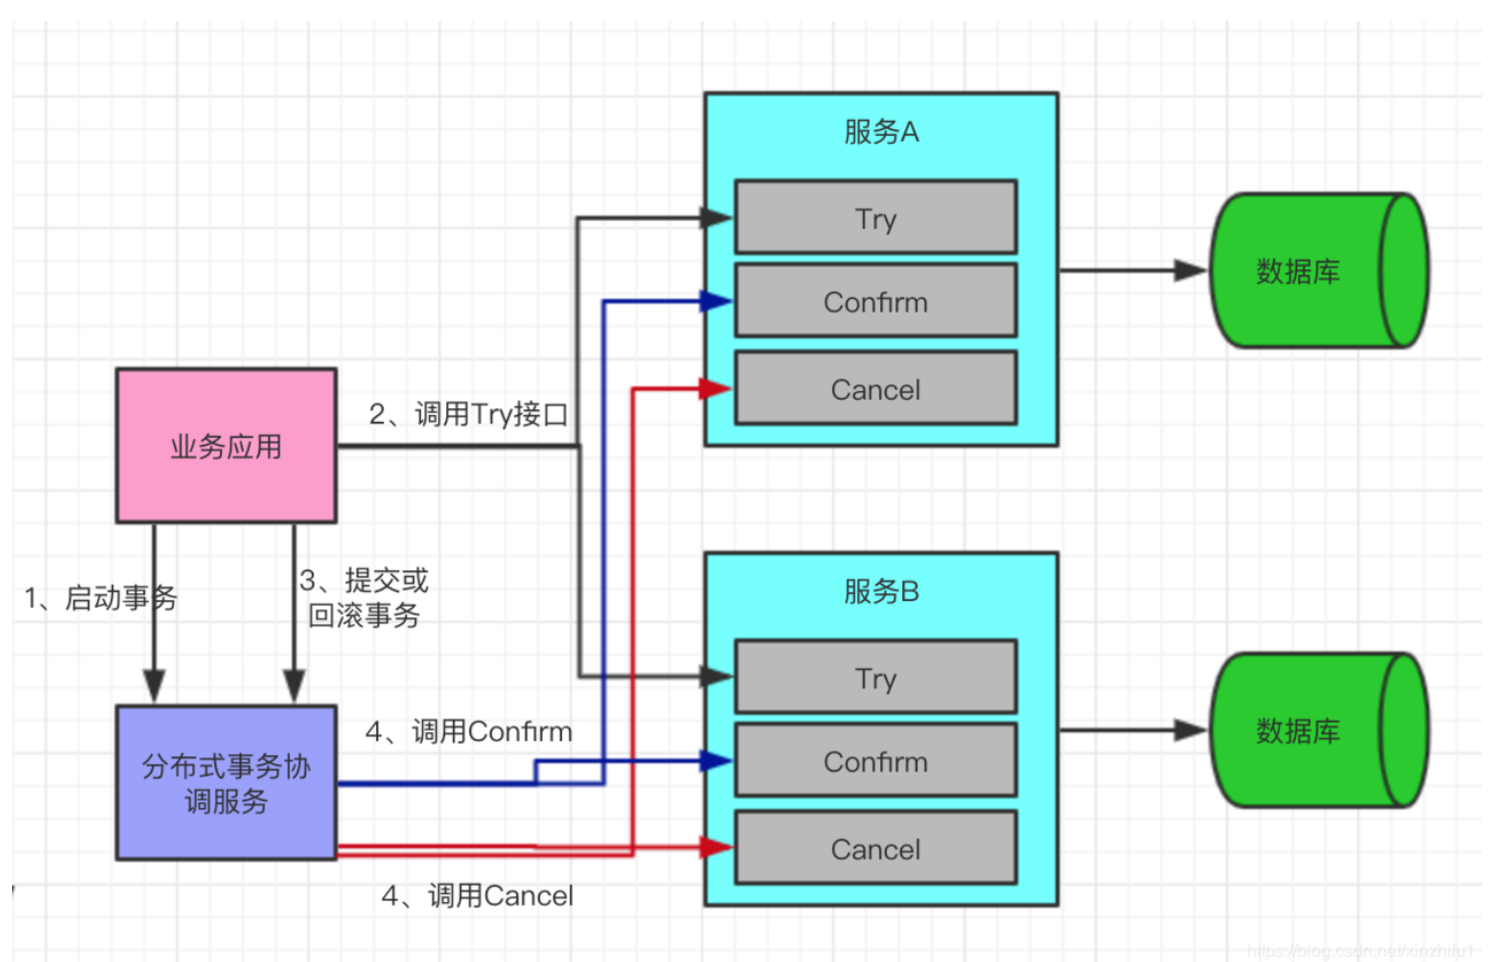 服务A
Try
Confirm
Cancel
数据库
2、调用Try接口
业务应用
1、启动事务
3、提交或
回滚事务
服务B
Try
Confirm
Cancel
数据库
4、调用Confirm
分布式事务协
调服务
4、调用Cancel
https://blog.csdn.net/xinzhifu1